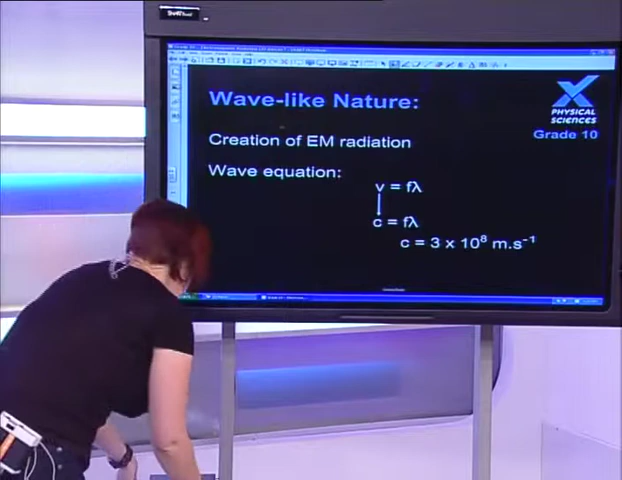 Wave-like Nature:
PHYSICAL
SCIENCES
Grade 10
Creation of EM radiation
Wave equation:
v = fλ
c = fλ
c = 3 x 10⁸ m.s⁻¹